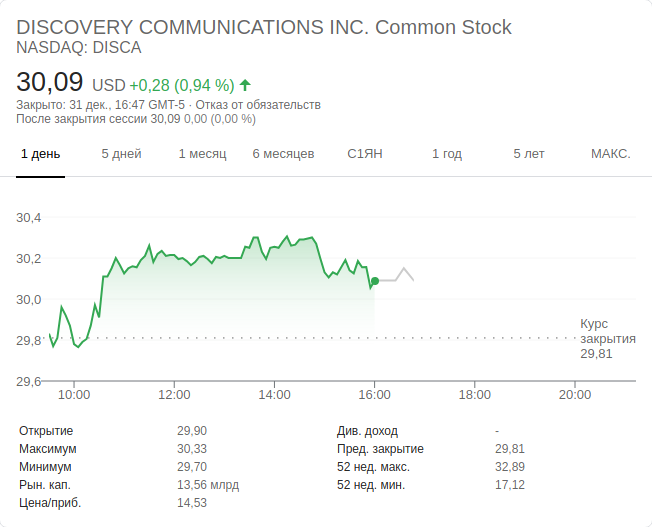 DISCOVERY COMMUNICATIONS INC. Common Stock
NASDAQ: DISCA
30,09 USD +0,28 (0,94 %)
Закрыто: 31 дек., 16:47 GMT-5 · Отказ от обязательств
После закрытия сессии 30,09 0,00 (0,00 %)
1 день 5 дней 1 месяц 6 месяцев С1ЯН 1 год 5 лет МАКС.
30,4
30,2
30,0
29,8
29,6
Курс
закрытия
29,81
10:00 12:00 14:00 16:00 18:00 20:00
Открытие 29,90 Див. доход -
Максимум 30,33 Пред. закрытие 29,81
Минимум 29,70 52 нед. макс. 32,89
Рын. кап. 13,56 млрд 52 нед. мин. 17,12
Цена/приб. 14,53